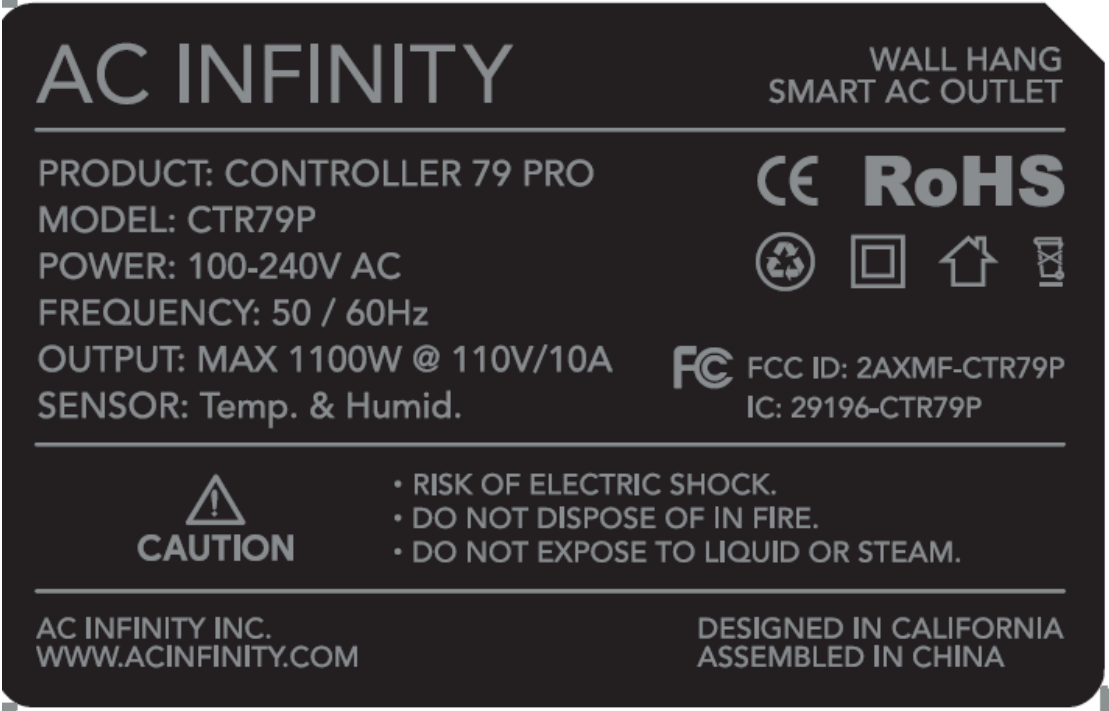 AC INFINITY
WALL HANG
SMART AC OUTLET
PRODUCT: CONTROLLER 79 PRO
MODEL: CTR79P
POWER: 100-240V AC
FREQUENCY: 50 / 60Hz
OUTPUT: MAX 1100W @ 110V/10A
SENSOR: Temp. & Humid.
CE RoHS
FC FCC ID: 2AXMF-CTR79P
IC: 29196-CTR79P
CAUTION
• RISK OF ELECTRIC SHOCK.
• DO NOT DISPOSE OF IN FIRE.
• DO NOT EXPOSE TO LIQUID OR STEAM.
AC INFINITY INC.
WWW.ACINFINITY.COM
DESIGNED IN CALIFORNIA
ASSEMBLED IN CHINA